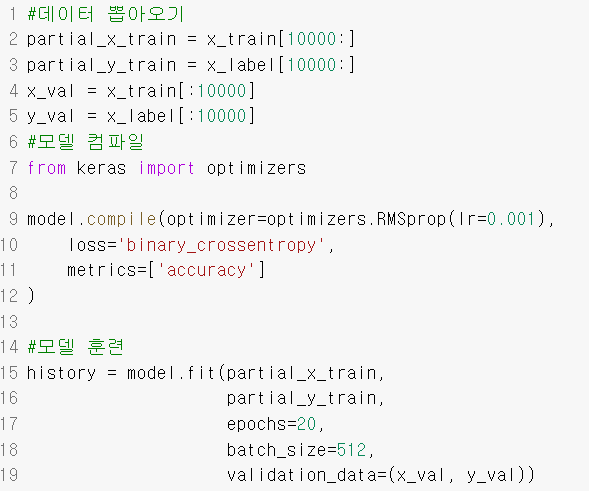 1 #데이터 뽑아오기
2 partial_x_train = x_train[10000:]
3 partial_y_train = x_label[10000:]
4 x_val = x_train[:10000]
5 y_val = x_label[:10000]
6 #모델 컴파일
7 from keras import optimizers
8
9 model.compile(optimizer=optimizers.RMSprop(lr=0.001),
10     loss='binary_crossentropy',
11     metrics=['accuracy']
12 )
13
14 #모델 훈련
15 history = model.fit(partial_x_train,
16                     partial_y_train,
17                     epochs=20,
18                     batch_size=512,
19                     validation_data=(x_val, y_val))